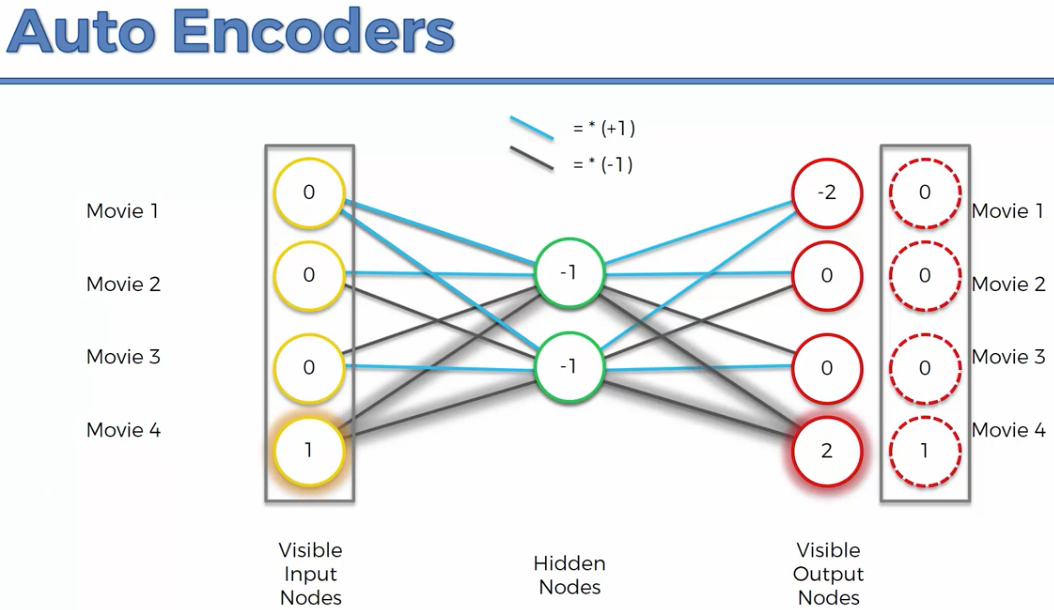 Auto Encoders
= * (+1)
= * (-1)
Movie 1
0
-2
0
Movie 1
Movie 2
0
-1
0
0
Movie 2
Movie 3
0
-1
0
0
Movie 3
Movie 4
1
2
1
Movie 4
Visible
Input
Nodes
Hidden
Nodes
Visible
Output
Nodes